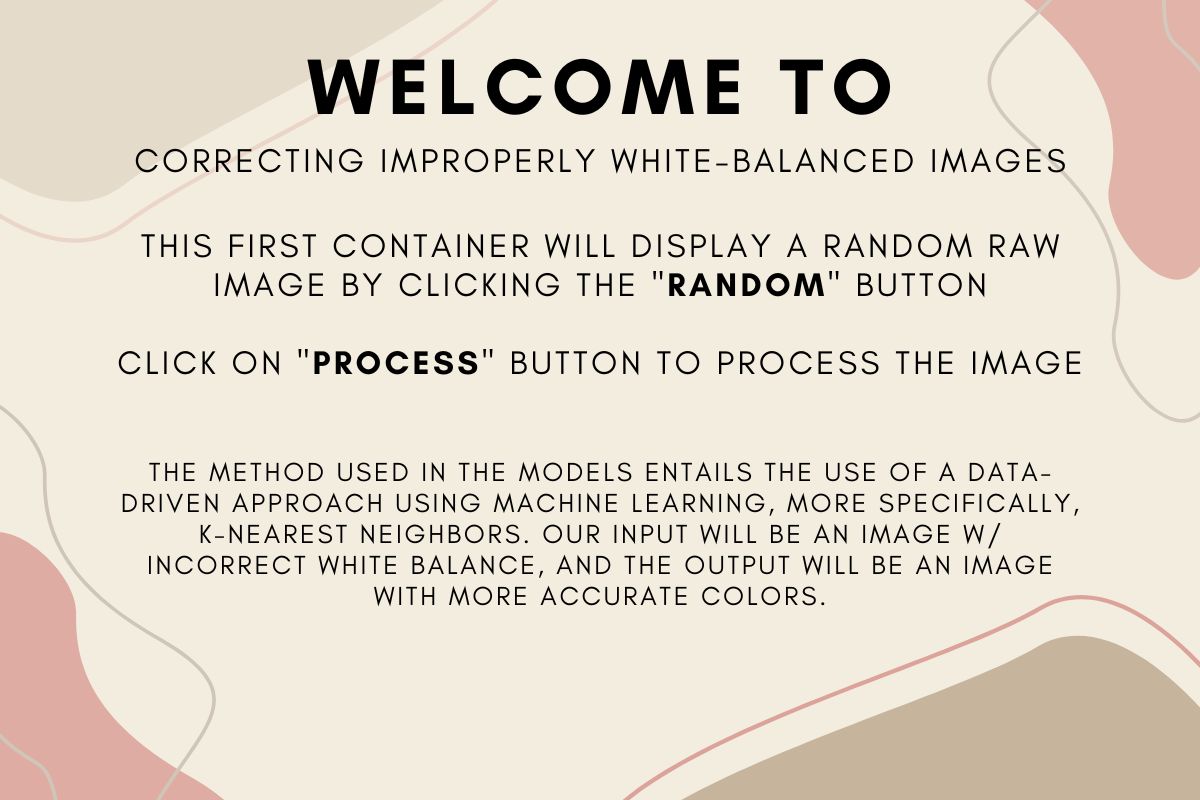 WELCOME TO
CORRECTING IMPROPERLY WHITE-BALANCED IMAGES
THIS FIRST CONTAINER WILL DISPLAY A RANDOM RAW
IMAGE BY CLICKING THE "RANDOM" BUTTON
CLICK ON "PROCESS" BUTTON TO PROCESS THE IMAGE
THE METHOD USED IN THE MODELS ENTAILS THE USE OF A DATA-
DRIVEN APPROACH USING MACHINE LEARNING, MORE SPECIFICALLY,
K-NEAREST NEIGHBORS. OUR INPUT WILL BE AN IMAGE W/
INCORRECT WHITE BALANCE, AND THE OUTPUT WILL BE AN IMAGE
WITH MORE ACCURATE COLORS.